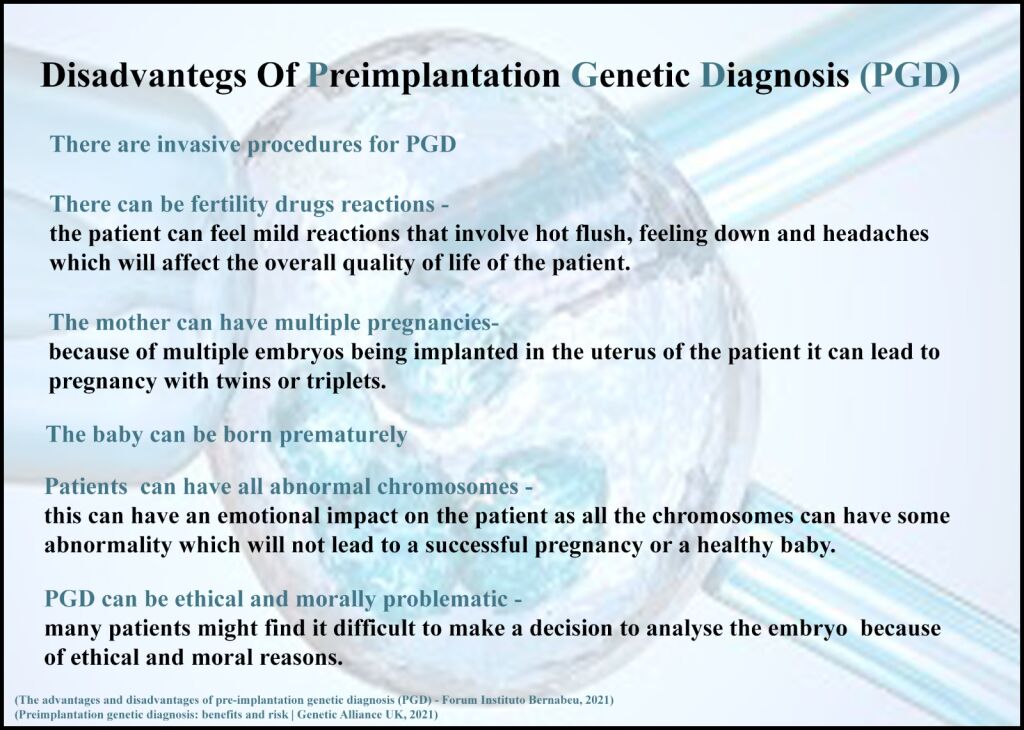 Disadvantegs Of Preimplantation Genetic Diagnosis (PGD)
There are invasive procedures for PGD
There can be fertility drugs reactions -
the patient can feel mild reactions that involve hot flush, feeling down and headaches
which will affect the overall quality of life of the patient.
The mother can have multiple pregnancies-
because of multiple embryos being implanted in the uterus of the patient it can lead to
pregnancy with twins or triplets.
The baby can be born prematurely
Patients  can have all abnormal chromosomes -
this can have an emotional impact on the patient as all the chromosomes can have some
abnormality which will not lead to a successful pregnancy or a healthy baby.
PGD can be ethical and morally problematic -
many patients might find it difficult to make a decision to analyse the embryo  because
of ethical and moral reasons.
(The advantages and disadvantages of pre-implantation genetic diagnosis (PGD) - Forum Instituto Bernabeu, 2021)
(Preimplantation genetic diagnosis: benefits and risk | Genetic Alliance UK, 2021)